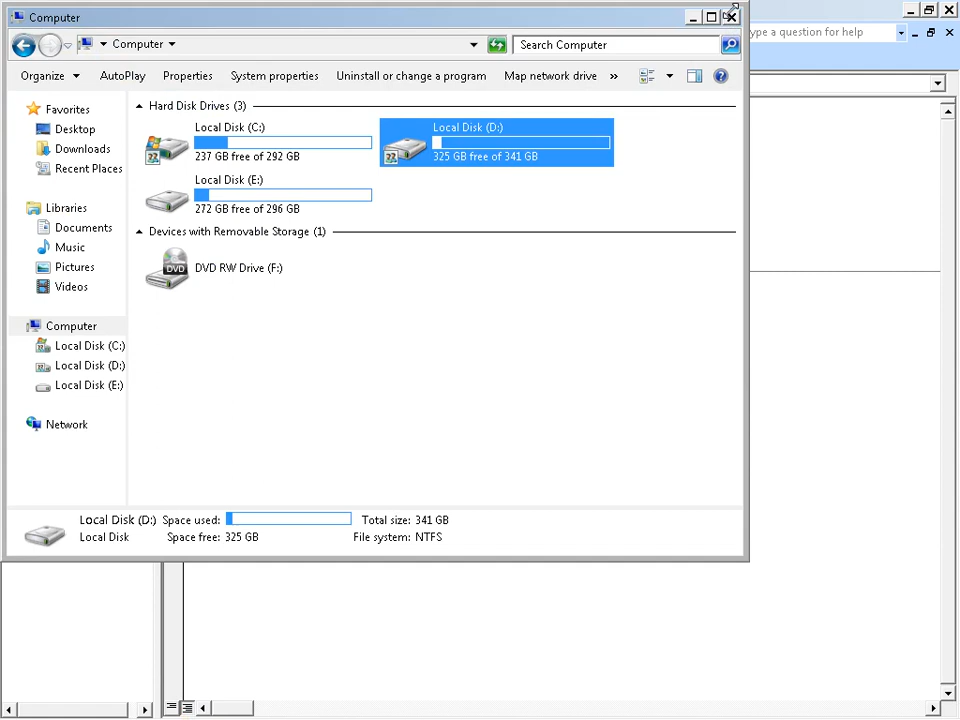 Computer
Computer
Search Computer
ype a question for help
Organize AutoPlay Properties System properties Uninstall or change a program Map network drive »
Favorites
Desktop
Downloads
Recent Places
Libraries
Documents
Music
Pictures
Videos
Computer
Local Disk (C:)
Local Disk (D:)
Local Disk (E:)
Network
Hard Disk Drives (3)
Local Disk (C:)
237 GB free of 292 GB
Local Disk (D:)
325 GB free of 341 GB
Local Disk (E:)
272 GB free of 296 GB
Devices with Removable Storage (1)
DVD
DVD RW Drive (F:)
Local Disk (D:) Space used: Total size: 341 GB
Local Disk Space free: 325 GB File system: NTFS